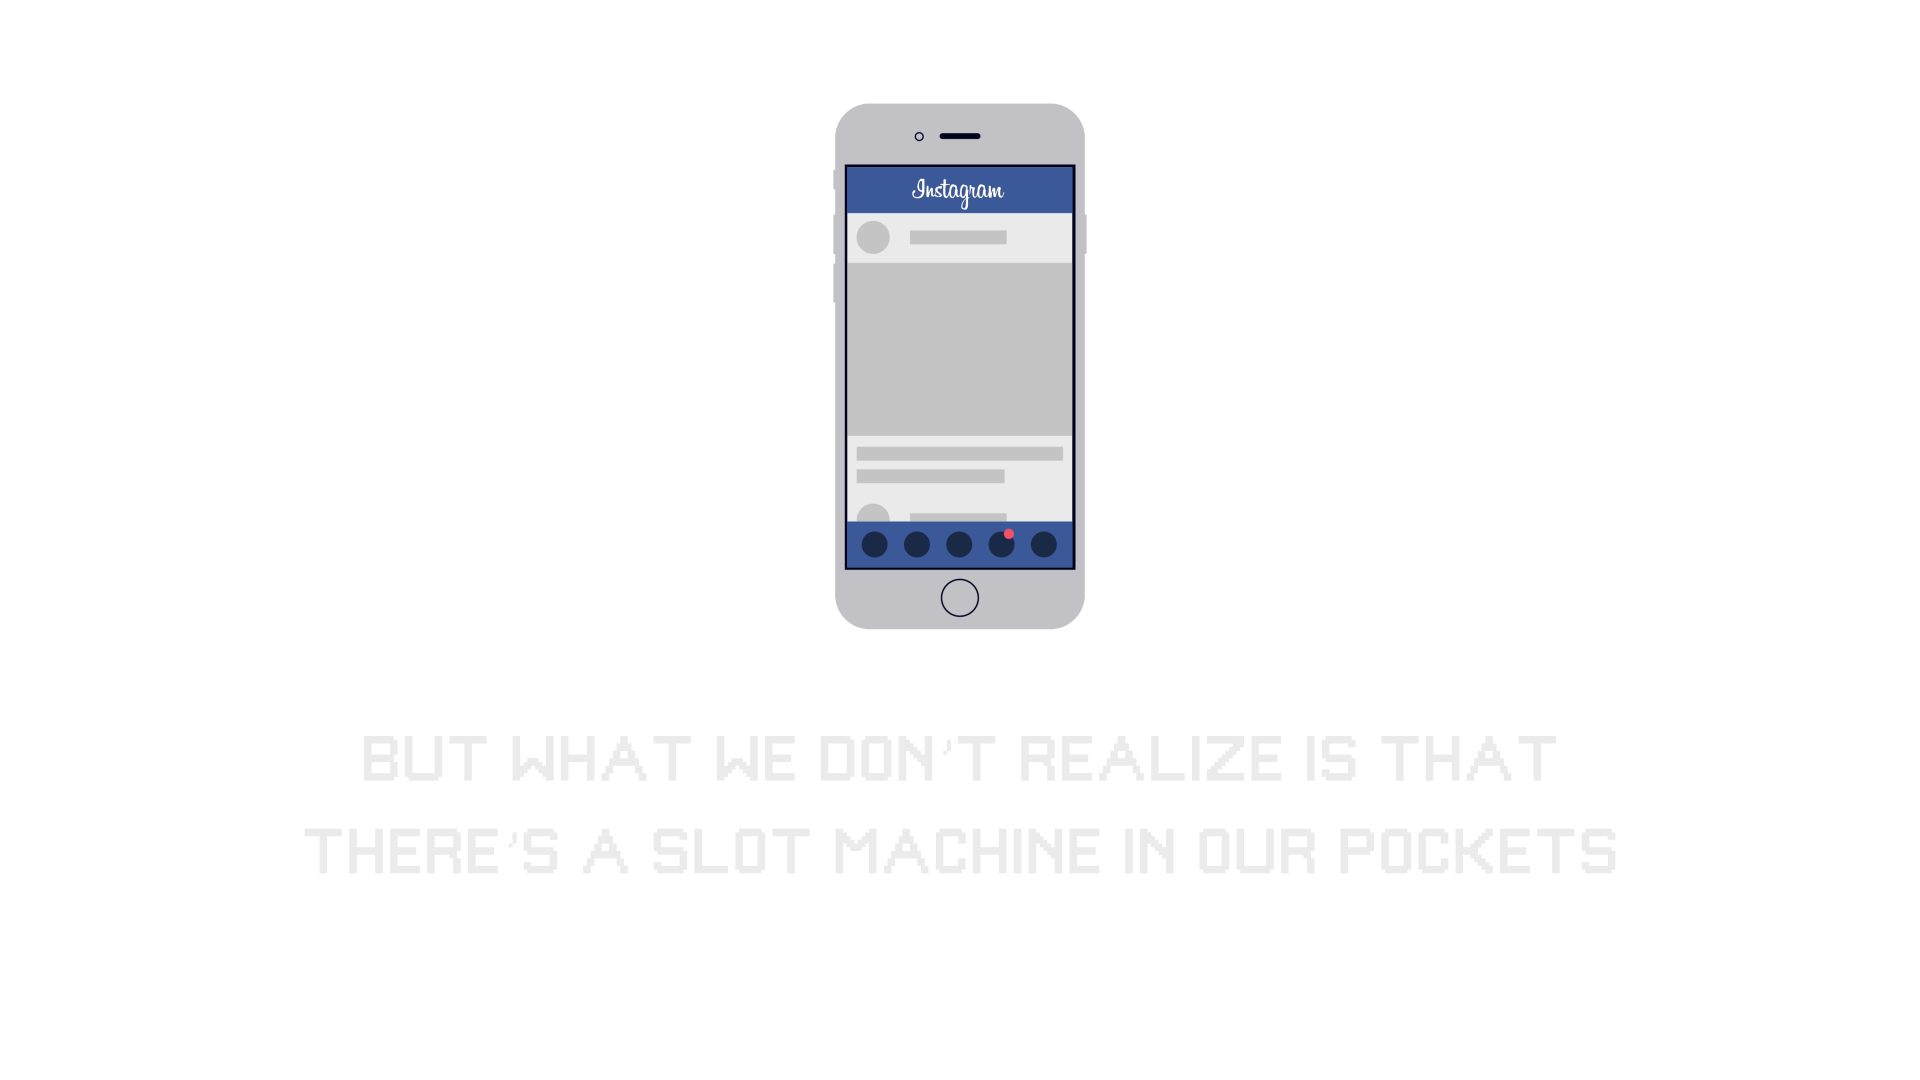 Instagram
BUT WHAT WE DON'T REALIZE IS THAT
THERE'S A SLOT MACHINE IN OUR POCKETS